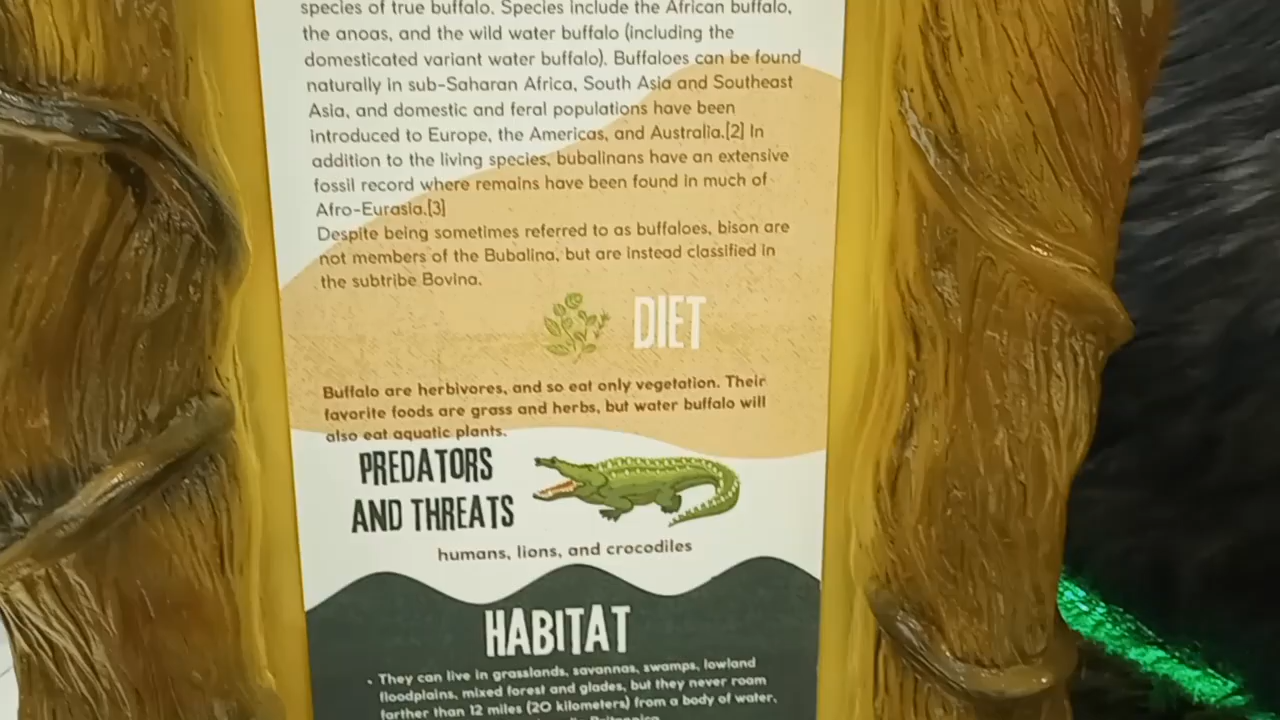 species of true buffalo. Species include the African buffalo,
the anoas, and the wild water buffalo (including the
domesticated variant water buffalo). Buffaloes can be found
naturally in sub-Saharan Africa, South Asia and Southeast
Asia, and domestic and feral populations have been
introduced to Europe, the Americas, and Australia.[2] In
addition to the living species, bubalinans have an extensive
fossil record where remains have been found in much of
Afro-Eurasia.[3]
Despite being sometimes referred to as buffaloes, bison are
not members of the Bubalina, but are instead classified in
the subtribe Bovina.
DIET
Buffalo are herbivores, and so eat only vegetation. Their
favorite foods are grass and herbs, but water buffalo will
also eat aquatic plants.
PREDATORS
AND THREATS
humans, lions, and crocodiles
HABITAT
• They can live in grasslands, savannas, swamps, lowland
floodplains, mixed forest and glades, but they never roam
farther than 12 miles (20 kilometers) from a body of water,
Britannica